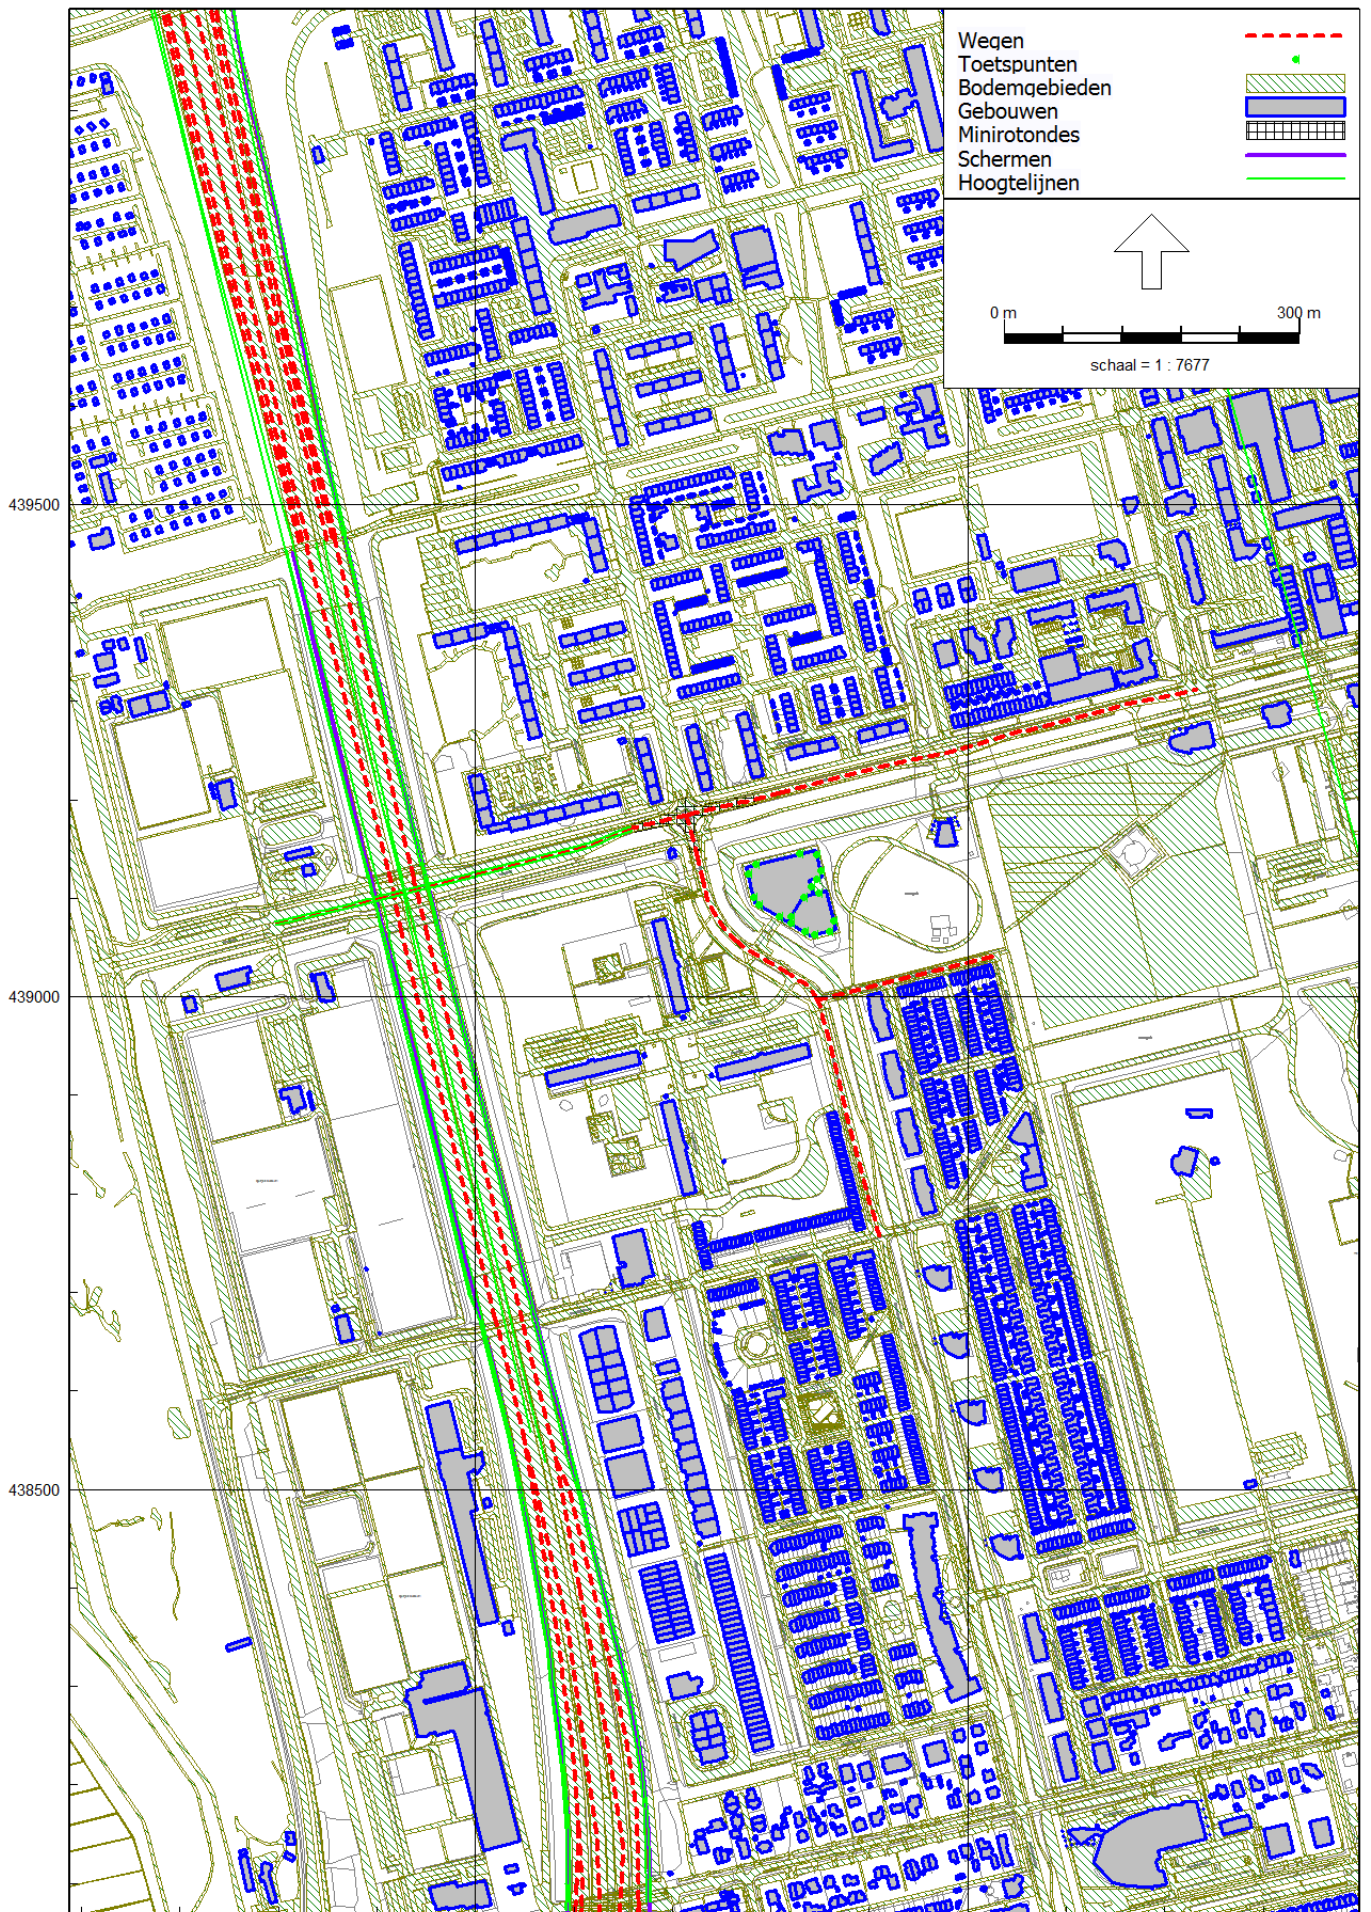 Wegen
Toetspunten
Bodemgebieden
Gebouwen
Minirotondes
Schermen
Hoogtelijnen
0 m 300 m
schaal = 1 : 7677
439500
439000
438500